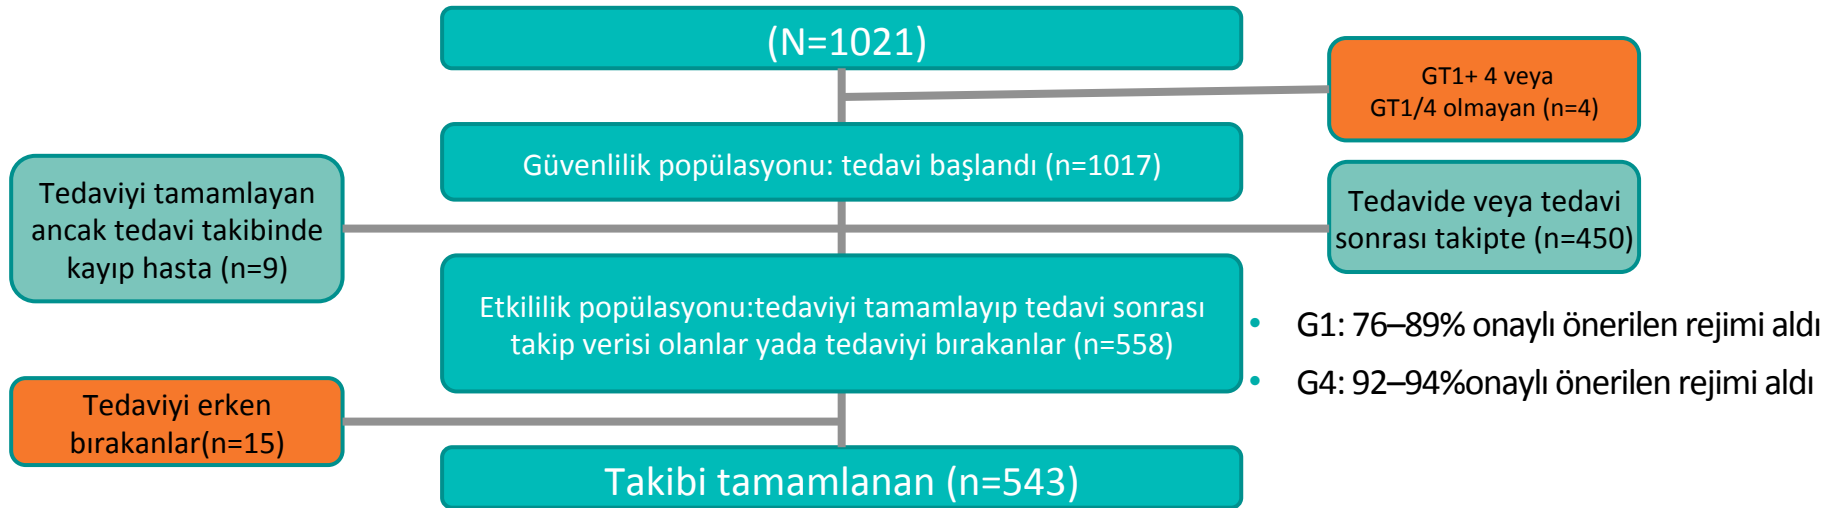 (N=1021)
GT1+ 4 veya
GT1/4 olmayan (n=4)
Güvenlilik popülasyonu: tedavi başlandı (n=1017)
Tedaviyi tamamlayan
ancak tedavi takibinde
kayıp hasta (n=9)
Tedavide veya tedavi
sonrası takipte (n=450)
Etkililik popülasyonu:tedaviyi tamamlayıp tedavi sonrası
takip verisi olanlar yada tedaviyi bırakanlar (n=558)
• G1: 76–89% onaylı önerilen rejimi aldı
• G4: 92–94%onaylı önerilen rejimi aldı
Tedaviyi erken
bırakanlar(n=15)
Takibi tamamlanan (n=543)